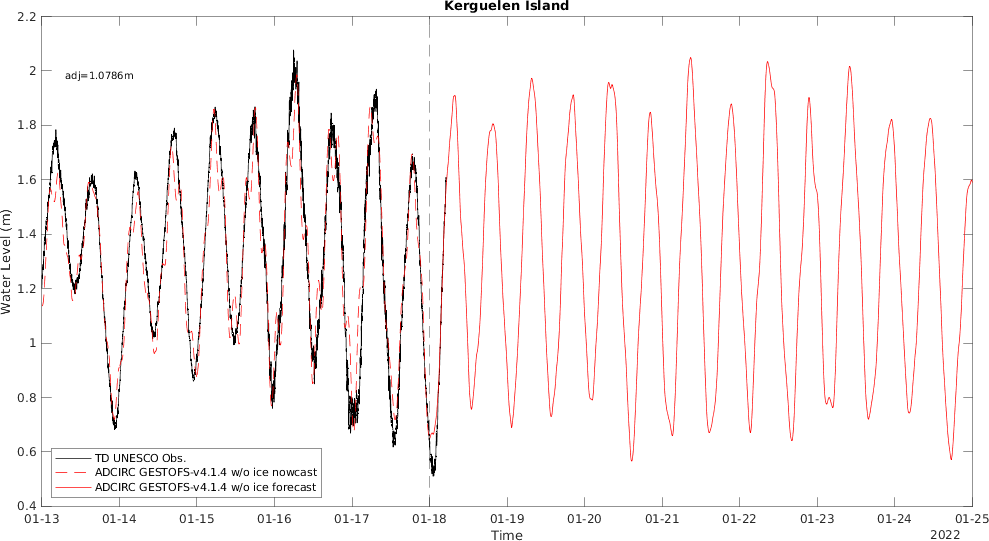 Kerguelen Island
2.2
2
1.8
1.6
1.4
1.2
1
0.8
0.6
0.4
Water Level (m)
adj=1.0786m
TD UNESCO Obs.
ADCIRC GESTOFS-v4.1.4 w/o ice nowcast
ADCIRC GESTOFS-v4.1.4 w/o ice forecast
01-13 01-14 01-15 01-16 01-17 01-18 01-19 01-20 01-21 01-22 01-23 01-24 01-25
Time
2022